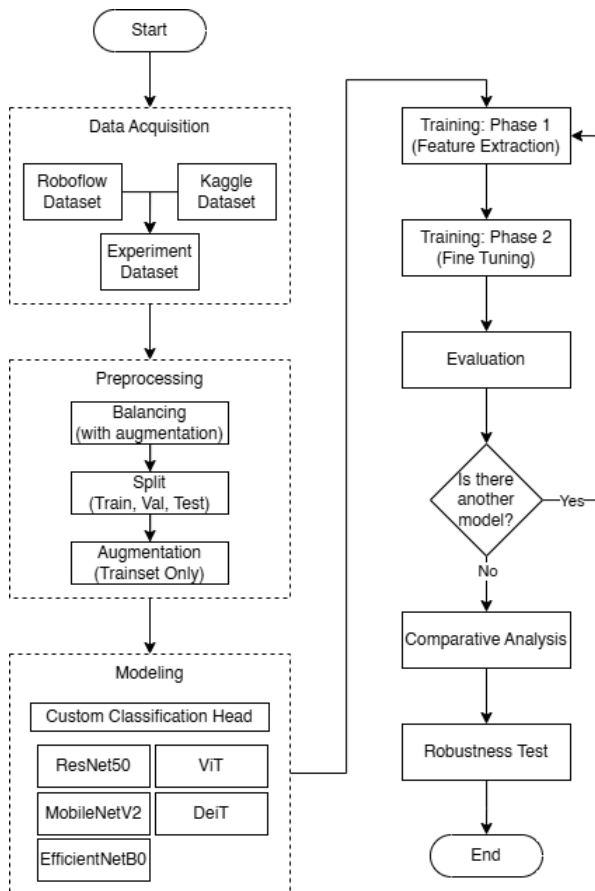 Start
Data Acquisition
Roboflow
Dataset
Kaggle
Dataset
Experiment
Dataset
Preprocessing
Balancing
(with augmentation)
Split
(Train, Val, Test)
Augmentation
(Trainset Only)
Modeling
Custom Classification Head
ResNet50
ViT
MobileNetV2
DeiT
EfficientNetB0
Training: Phase 1
(Feature Extraction)
Training: Phase 2
(Fine Tuning)
Evaluation
Is there
another
model?
Yes
No
Comparative Analysis
Robustness Test
End